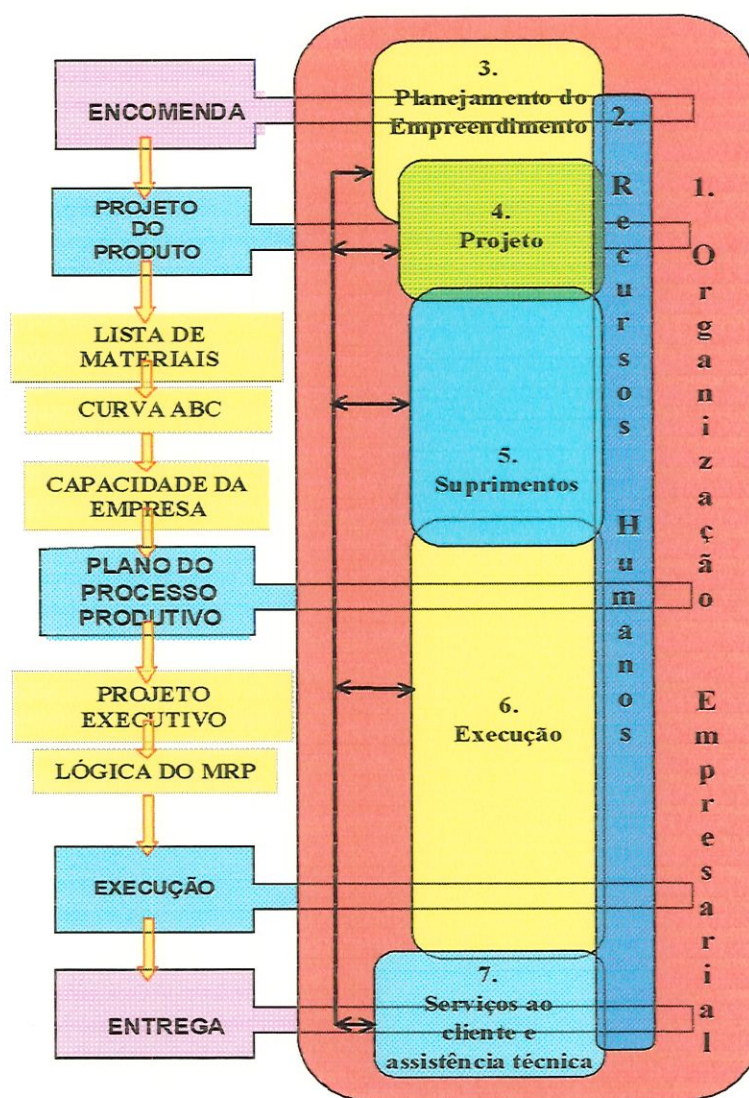 ENCOMENDA
PROJETO
DO
PRODUTO
LISTA DE
MATERIAIS
CURVA ABC
CAPACIDADE DA
EMPRESA
PLANO DO
PROCESSO
PRODUTIVO
PROJETO
EXECUTIVO
LÓGICA DO MRP
EXECUÇÃO
ENTREGA
3.
Planejamento do
Empreendimento
4.
Projeto
5.
Suprimentos
6.
Execução
7.
Serviços ao
cliente e
assistência técnica
2. Recursos Humanos
1. Organização Empresarial